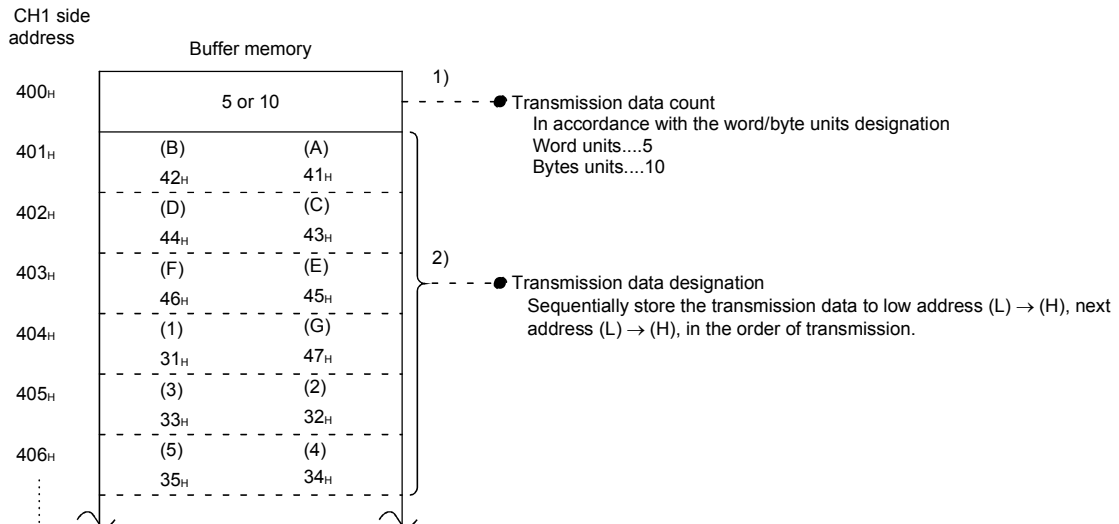 CH1 side
address
Buffer memory
400H
5 or 10
1)
Transmission data count
In accordance with the word/byte units designation
Word units....5
Bytes units....10
401H
(B) (A)
42H 41H
402H
(D) (C)
44H 43H
403H
(F) (E)
46H 45H
2)
Transmission data designation
Sequentially store the transmission data to low address (L) → (H), next
address (L) → (H), in the order of transmission.
404H
(1) (G)
31H 47H
405H
(3) (2)
33H 32H
406H
(5) (4)
35H 34H